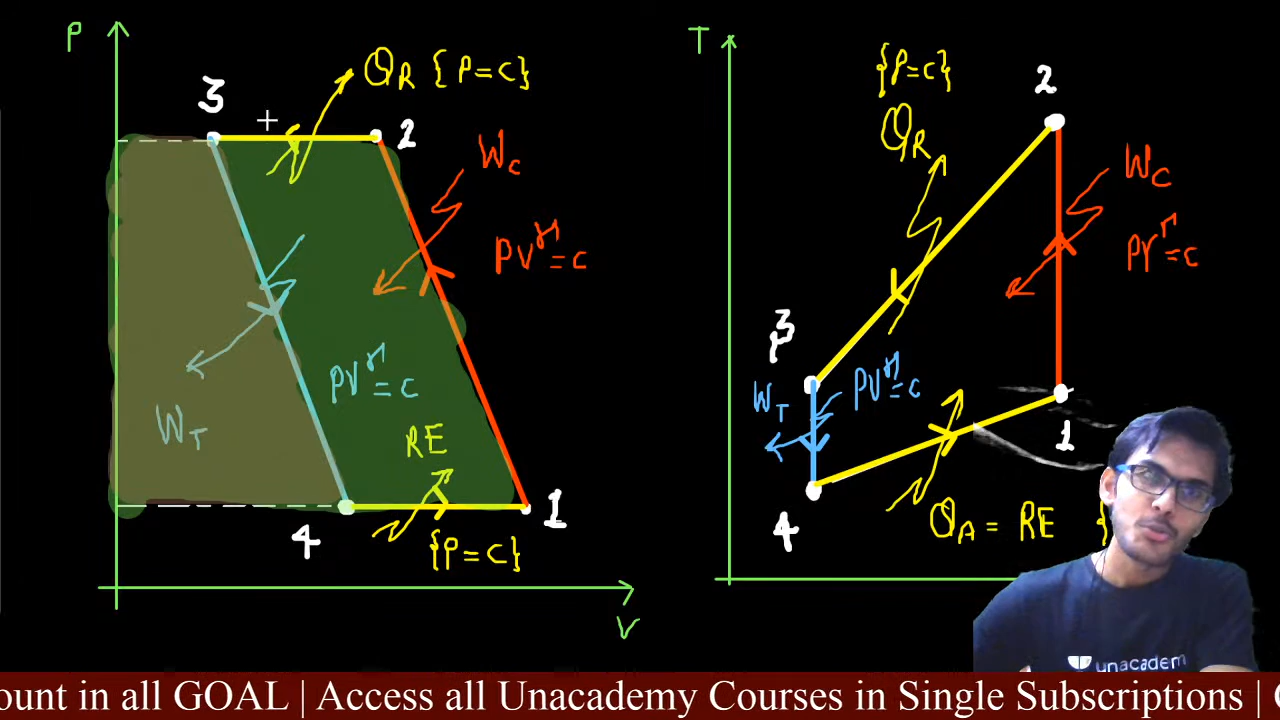 P
3
Q_R {P=C}
2
W_C
PV^γ=C
W_T
PV^γ=C
RE
4
1
{P=C}
V
T
{P=C}
2
Q_R
W_C
PV^γ=C
3
W_T
PV^γ=C
1
4
Q_A = RE {
unacadem
ount in all GOAL | Access all Unacademy Courses in Single Subscriptions |